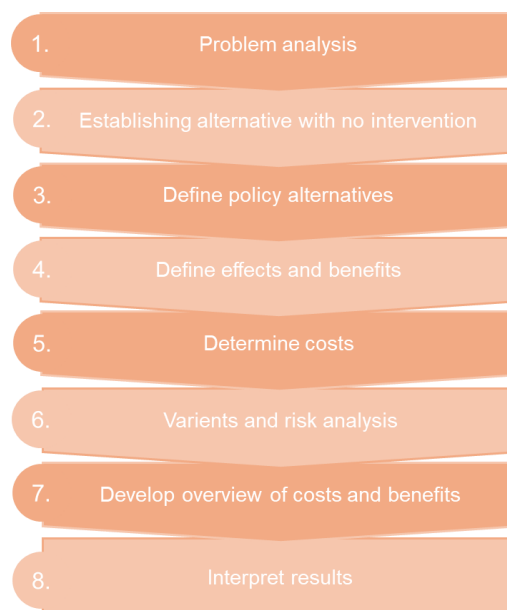 1. Problem analysis
2. Establishing alternative with no intervention
3. Define policy alternatives
4. Define effects and benefits
5. Determine costs
6. Varients and risk analysis
7. Develop overview of costs and benefits
8. Interpret results